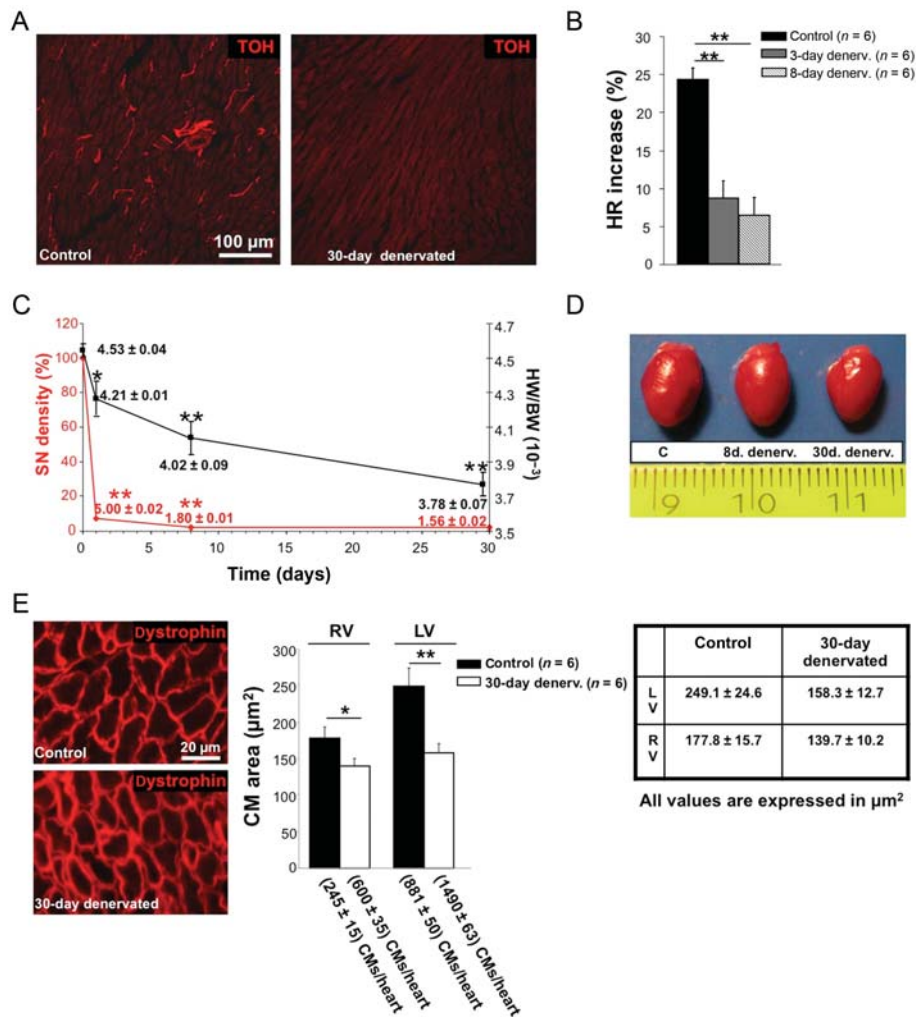 A
TOH
Control
100 µm
TOH
30-day denervated
B
Control (n = 6)
3-day denerv. (n = 6)
8-day denerv. (n = 6)
**
**
HR increase (%)
30
25
20
15
10
5
0
C
SN density (%)
120
100
80
60
40
20
0
4.53 ± 0.04
*
4.21 ± 0.01
**
4.02 ± 0.09
**
3.78 ± 0.07
**
5.00 ± 0.02
**
1.80 ± 0.01
1.56 ± 0.02
4.7
4.5
4.3
4.1
3.9
3.7
3.5
HW/BW (10⁻³)
0 5 10 15 20 25 30
Time (days)
D
C 8d. denerv. 30d. denerv.
9 10 11
E
Dystrophin
Control
20 µm
Dystrophin
30-day denervated
RV LV
Control (n = 6)
30-day denerv. (n = 6)
*
**
CM area (µm²)
300
250
200
150
100
50
0
(245 ± 15) CMs/heart
(600 ± 35) CMs/heart
(881 ± 50) CMs/heart
(1490 ± 63) CMs/heart
Control 30-day denervated
LV 249.1 ± 24.6 158.3 ± 12.7
RV 177.8 ± 15.7 139.7 ± 10.2
All values are expressed in µm²